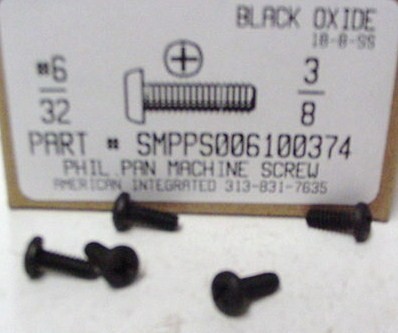 BLACK OXIDE
18-8-SS
#6
32
3
8
PART # SMPPS006100374
PHIL.PAN MACHINE SCREW
AMERICAN INTEGRATED 313-831-7635